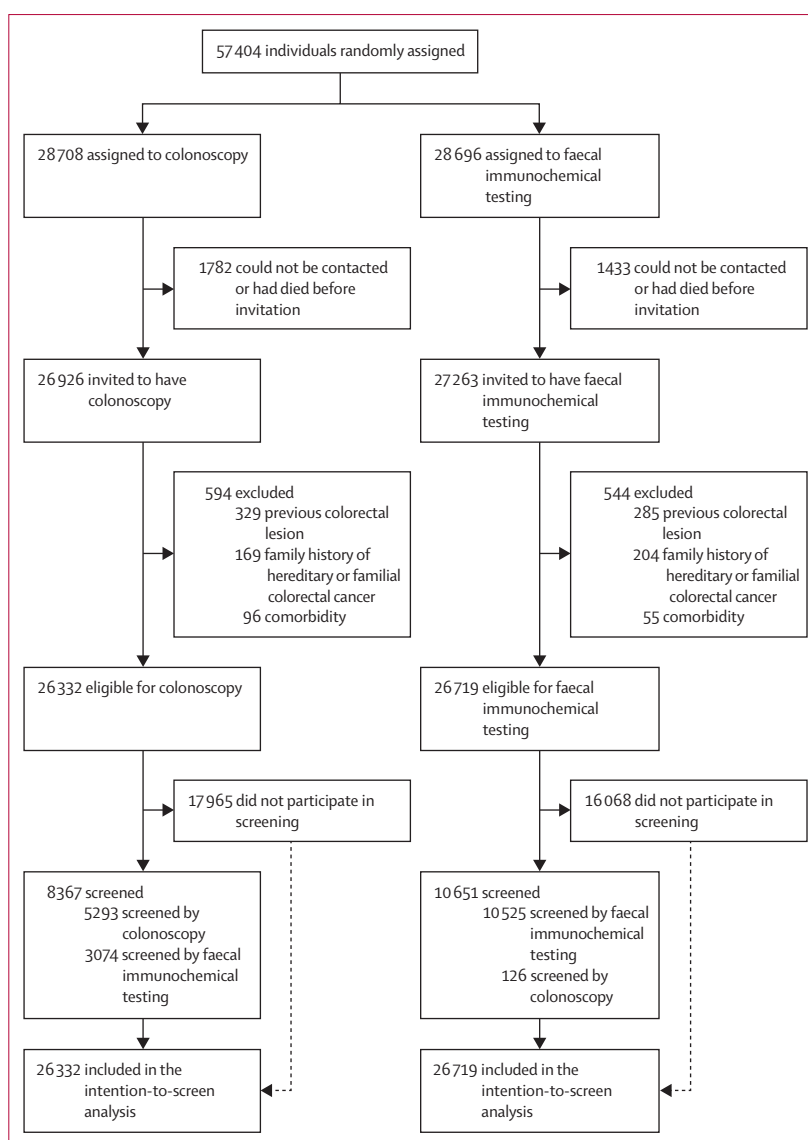 57 404 individuals randomly assigned
28 708 assigned to colonoscopy
28 696 assigned to faecal
immunochemical
testing
1782 could not be contacted
or had died before
invitation
1433 could not be contacted
or had died before
invitation
26 926 invited to have
colonoscopy
27 263 invited to have faecal
immunochemical
testing
594 excluded
329 previous colorectal
lesion
169 family history of
hereditary or familial
colorectal cancer
96 comorbidity
544 excluded
285 previous colorectal
lesion
204 family history of
hereditary or familial
colorectal cancer
55 comorbidity
26 332 eligible for colonoscopy
26 719 eligible for faecal
immunochemical
testing
17 965 did not participate in
screening
16 068 did not participate in
screening
8367 screened
5293 screened by
colonoscopy
3074 screened by faecal
immunochemical
testing
10 651 screened
10 525 screened by faecal
immunochemical
testing
126 screened by
colonoscopy
26 332 included in the
intention-to-screen
analysis
26 719 included in the
intention-to-screen
analysis